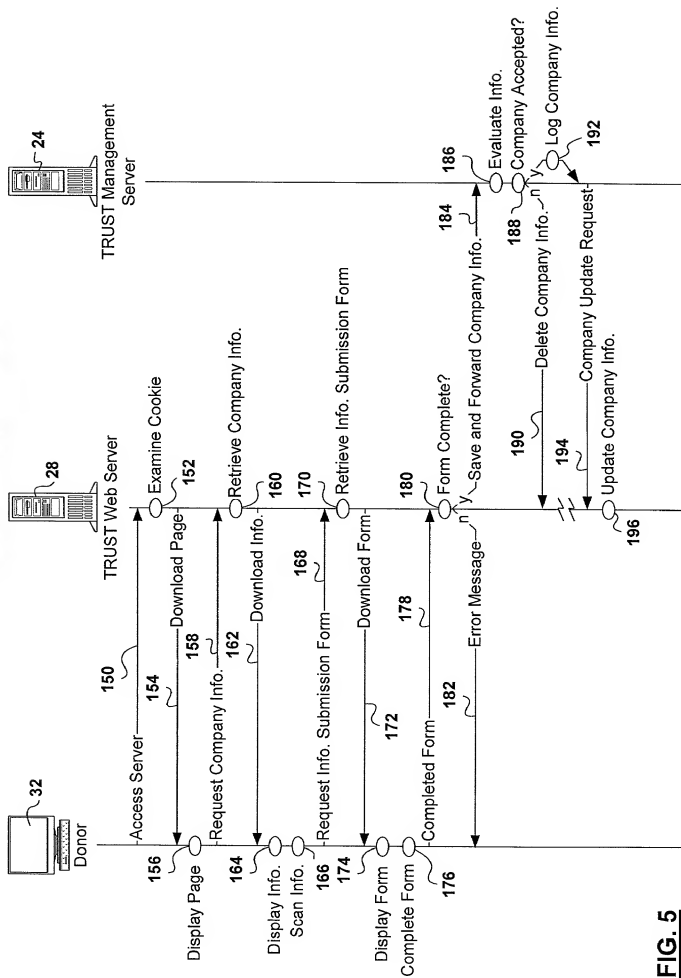 32
Donor
28
TRUST Web Server
24
TRUST Management
Server
Access Server
150
Examine Cookie
152
Download Page
154
156
Display Page
Request Company Info.
158
Retrieve Company Info.
160
Download Info.
162
164
Display Info.
Scan Info.
166
Request Info. Submission Form
168
170
Retrieve Info. Submission Form
Download Form
172
174
Display Form
Complete Form
176
Completed Form
178
180
Form Complete?
n
y
Error Message
182
Save and Forward Company Info.
184
186
Evaluate Info.
Company Accepted?
188
n
y
Log Company Info.
192
Delete Company Info.
190
Company Update Request
194
Update Company Info.
196
FIG. 5